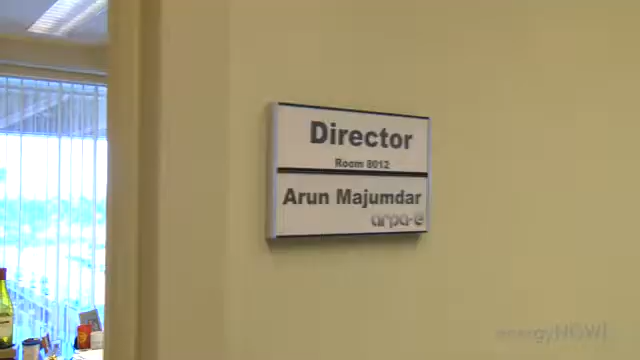 Director
Room 8012
Arun Majumdar
arpa-e
energyNOW!